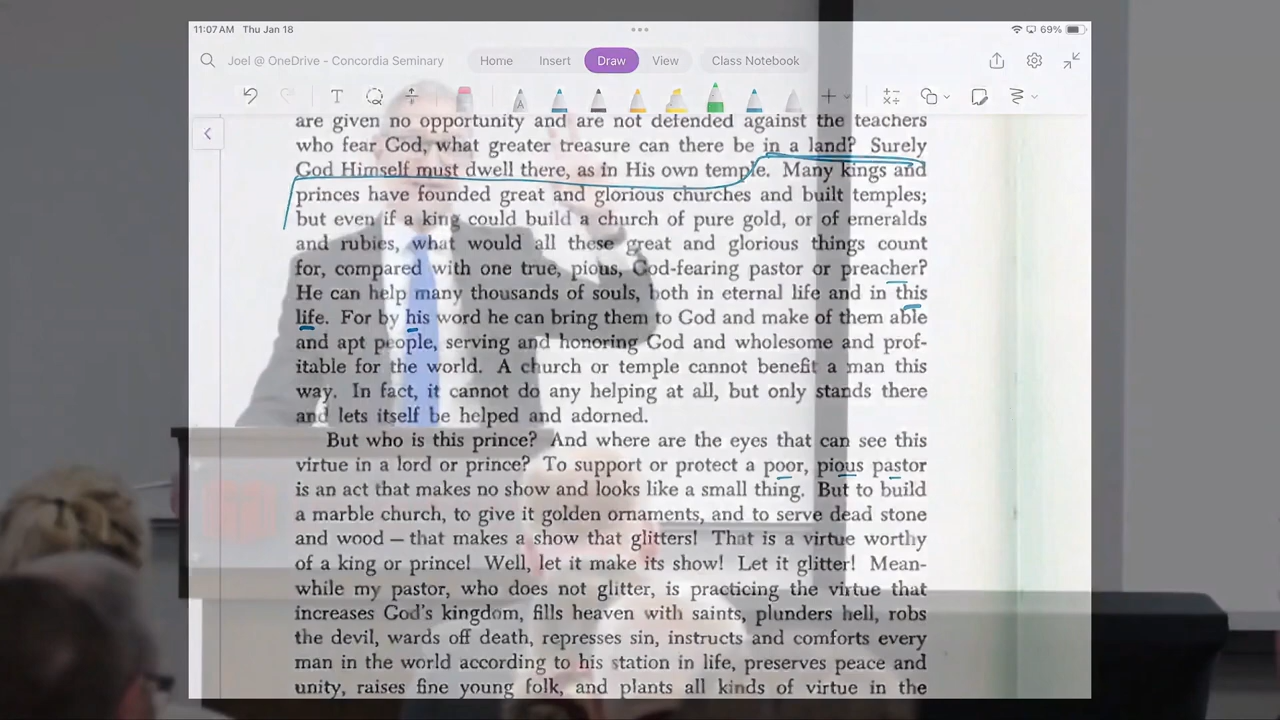 11:07 AM Thu Jan 18
69%
Joel @ OneDrive - Concordia Seminary
Home Insert Draw View Class Notebook
are given no opportunity and are not defended against the teachers
who fear God, what greater treasure can there be in a land? Surely
God Himself must dwell there, as in His own temple. Many kings and
princes have founded great and glorious churches and built temples;
but even if a king could build a church of pure gold, or of emeralds
and rubies, what would all these great and glorious things count
for, compared with one true, pious, God-fearing pastor or preacher?
He can help many thousands of souls, both in eternal life and in this
life. For by his word he can bring them to God and make of them able
and apt people, serving and honoring God and wholesome and prof-
itable for the world. A church or temple cannot benefit a man this
way. In fact, it cannot do any helping at all, but only stands there
and lets itself be helped and adorned.
But who is this prince? And where are the eyes that can see this
virtue in a lord or prince? To support or protect a poor, pious pastor
is an act that makes no show and looks like a small thing. But to build
a marble church, to give it golden ornaments, and to serve dead stone
and wood — that makes a show that glitters! That is a virtue worthy
of a king or prince! Well, let it make its show! Let it glitter! Mean-
while my pastor, who does not glitter, is practicing the virtue that
increases God's kingdom, fills heaven with saints, plunders hell, robs
the devil, wards off death, represses sin, instructs and comforts every
man in the world according to his station in life, preserves peace and
unity, raises fine young folk, and plants all kinds of virtue in the